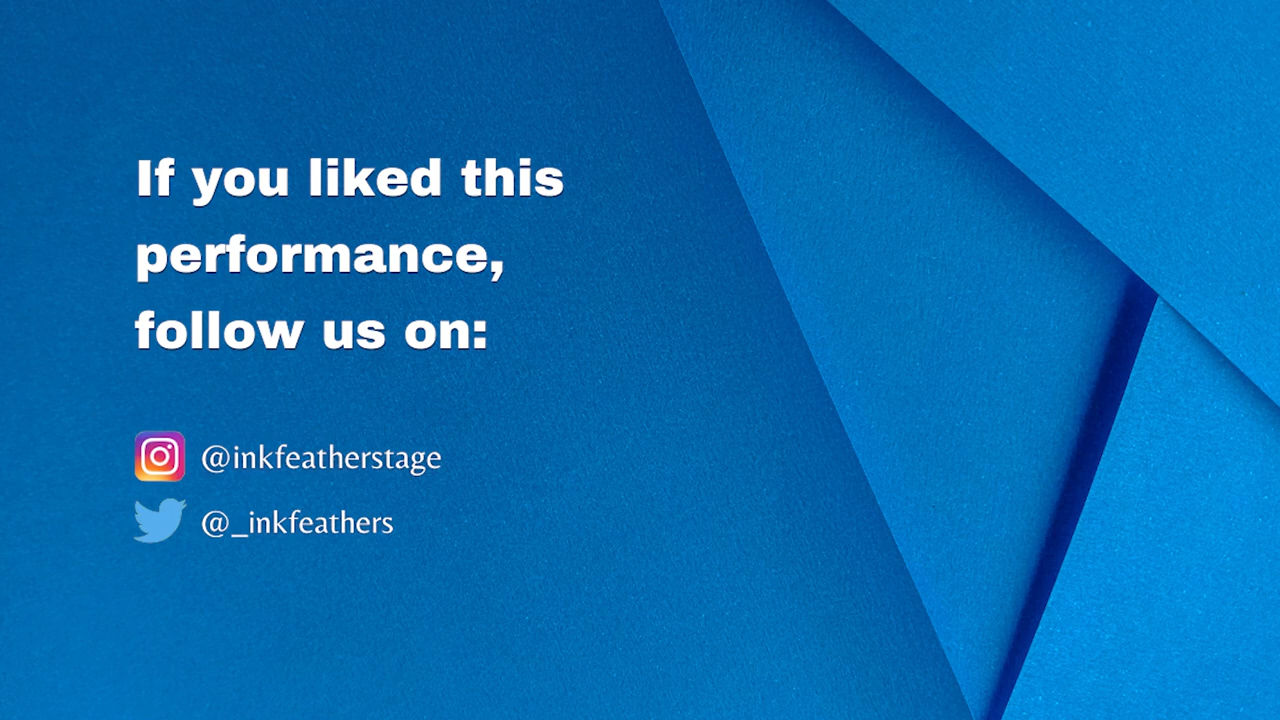 If you liked this
performance,
follow us on:
@inkfeatherstage
@_inkfeathers